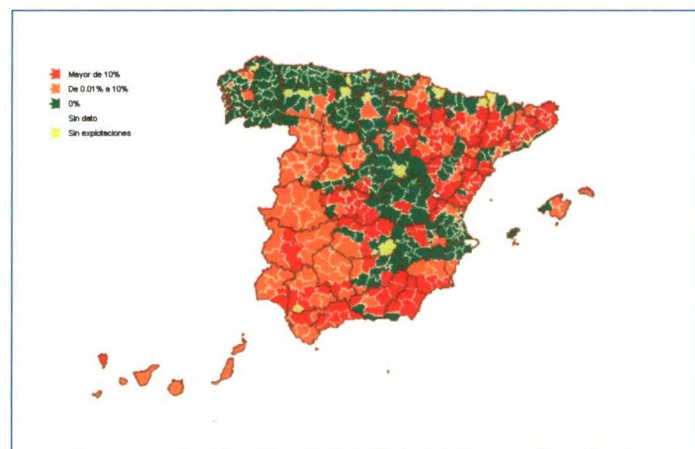 Mayor de 10%
De 0.01% a 10%
0%
Sin dato
Sin explotaciones